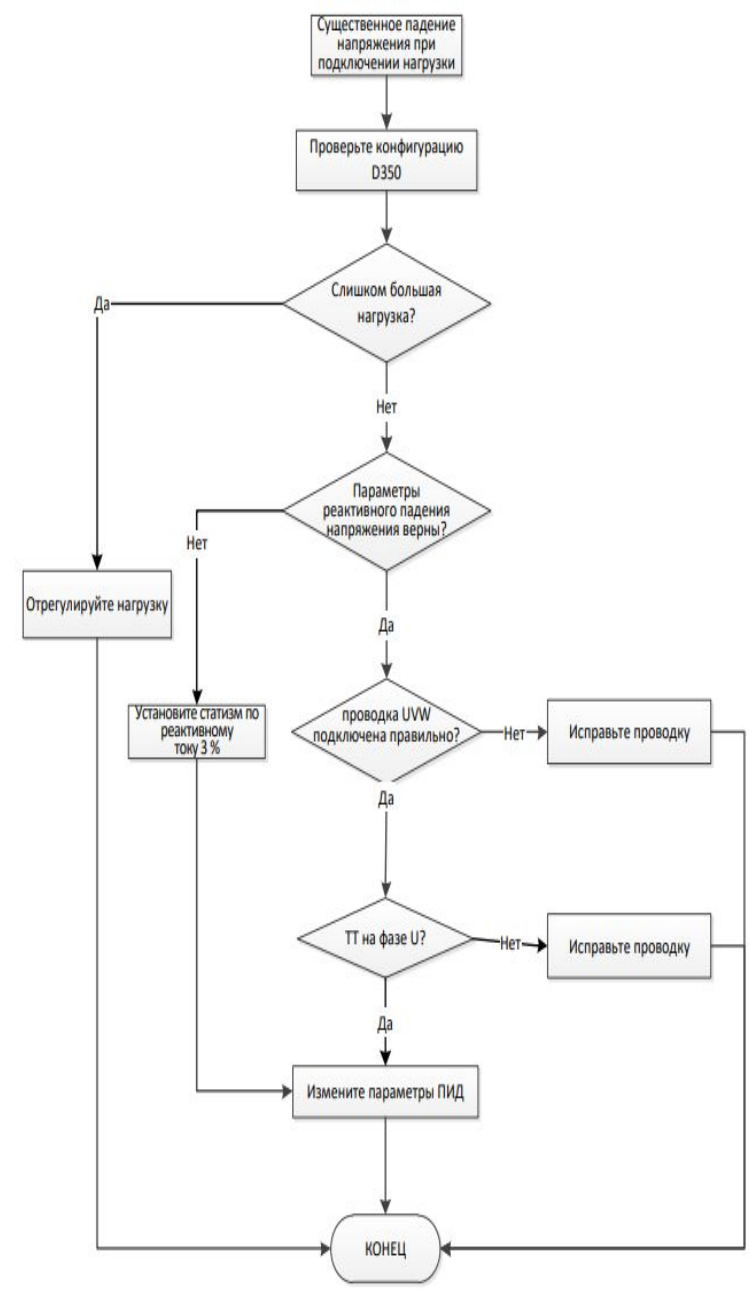 Существенное падение
напряжения при
подключении нагрузки
Проверьте конфигурацию
D350
Слишком большая
нагрузка?
Да
Нет
Параметры
реактивного падения
напряжения верны?
Нет
Отрегулируйте нагрузку
Да
Установите статизм по
реактивному
току 3 %
проводка UVW
подключена правильно?
Нет
Исправьте проводку
Да
ТТ на фазе U?
Нет
Исправьте проводку
Да
Измените параметры ПИД
КОНЕЦ